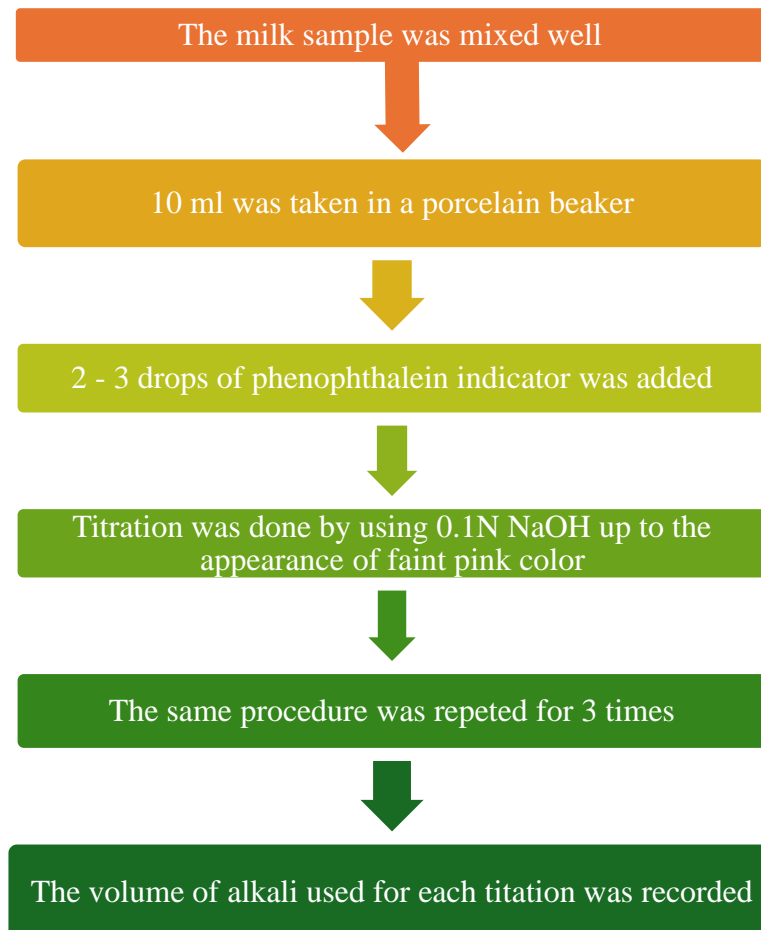 The milk sample was mixed well
10 ml was taken in a porcelain beaker
2 - 3 drops of phenophthalein indicator was added
Titration was done by using 0.1N NaOH up to the
appearance of faint pink color
The same procedure was repeted for 3 times
The volume of alkali used for each titation was recorded